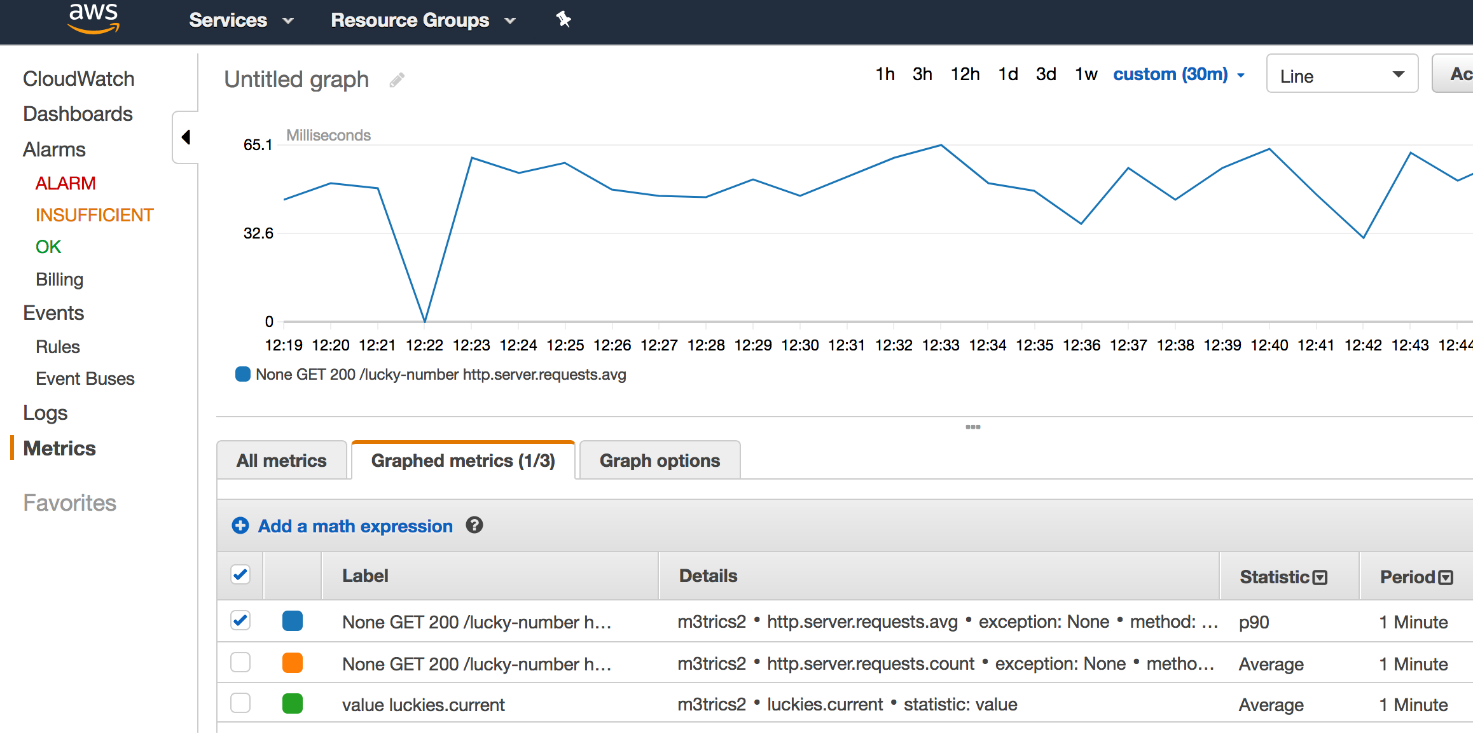 aws Services Resource Groups
CloudWatch
Dashboards
Alarms
ALARM
INSUFFICIENT
OK
Billing
Events
Rules
Event Buses
Logs
Metrics
Favorites
Untitled graph
1h 3h 12h 1d 3d 1w custom (30m) Line Ac
Milliseconds
65.1
32.6
0
12:19 12:20 12:21 12:22 12:23 12:24 12:25 12:26 12:27 12:28 12:29 12:30 12:31 12:32 12:33 12:34 12:35 12:36 12:37 12:38 12:39 12:40 12:41 12:42 12:43 12:44
None GET 200 /lucky-number http.server.requests.avg
All metrics Graphed metrics (1/3) Graph options
Add a math expression ?
Label Details Statistic Period
None GET 200 /lucky-number h... m3trics2 • http.server.requests.avg • exception: None • method: ... p90 1 Minute
None GET 200 /lucky-number h... m3trics2 • http.server.requests.count • exception: None • metho... Average 1 Minute
value luckies.current m3trics2 • luckies.current • statistic: value Average 1 Minute